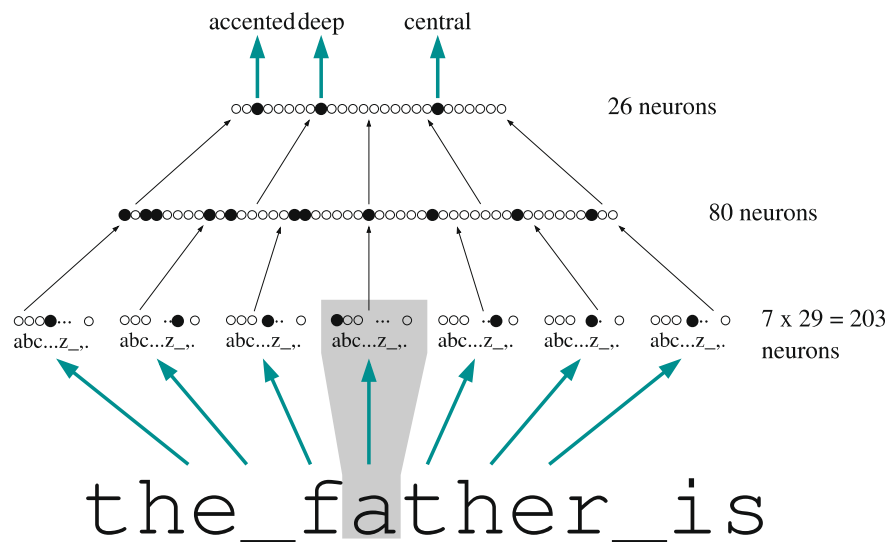 accented deep central
26 neurons
80 neurons
7 x 29 = 203
neurons
abc...z_,. abc...z_,. abc...z_,. abc...z_,. abc...z_,. abc...z_,. abc...z_,.
the_father_is